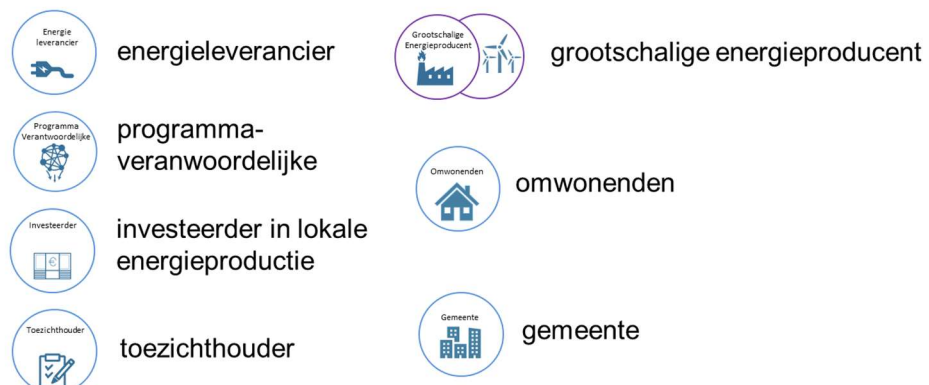 Energie
leverancier
energieleverancier
Programma
Verantwoordelijke
programma-
veranwoordelijke
Investeerder
€
investeerder in lokale
energieproductie
Toezichthouder
toezichthouder
Grootschalige
Energieproducent
grootschalige energieproducent
Omwonenden
omwonenden
Gemeente
gemeente